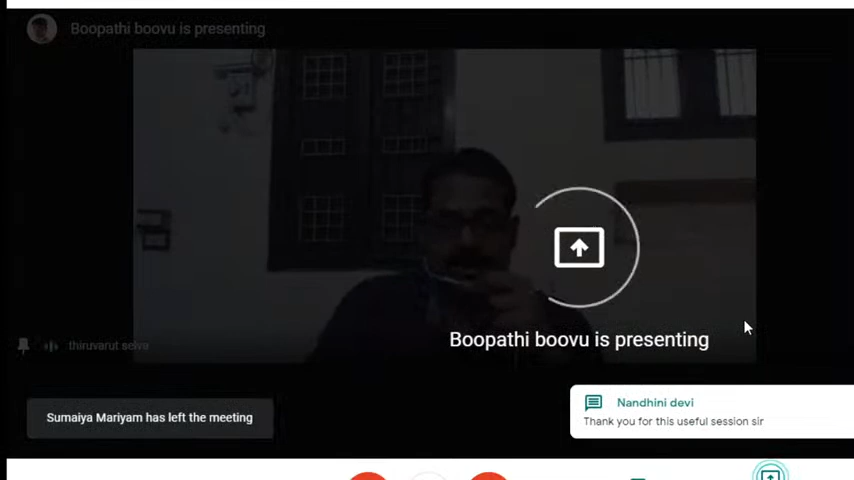 Boopathi boovu is presenting
Boopathi boovu is presenting
thiruvarut selva
Sumaiya Mariyam has left the meeting
Nandhini devi
Thank you for this useful session sir